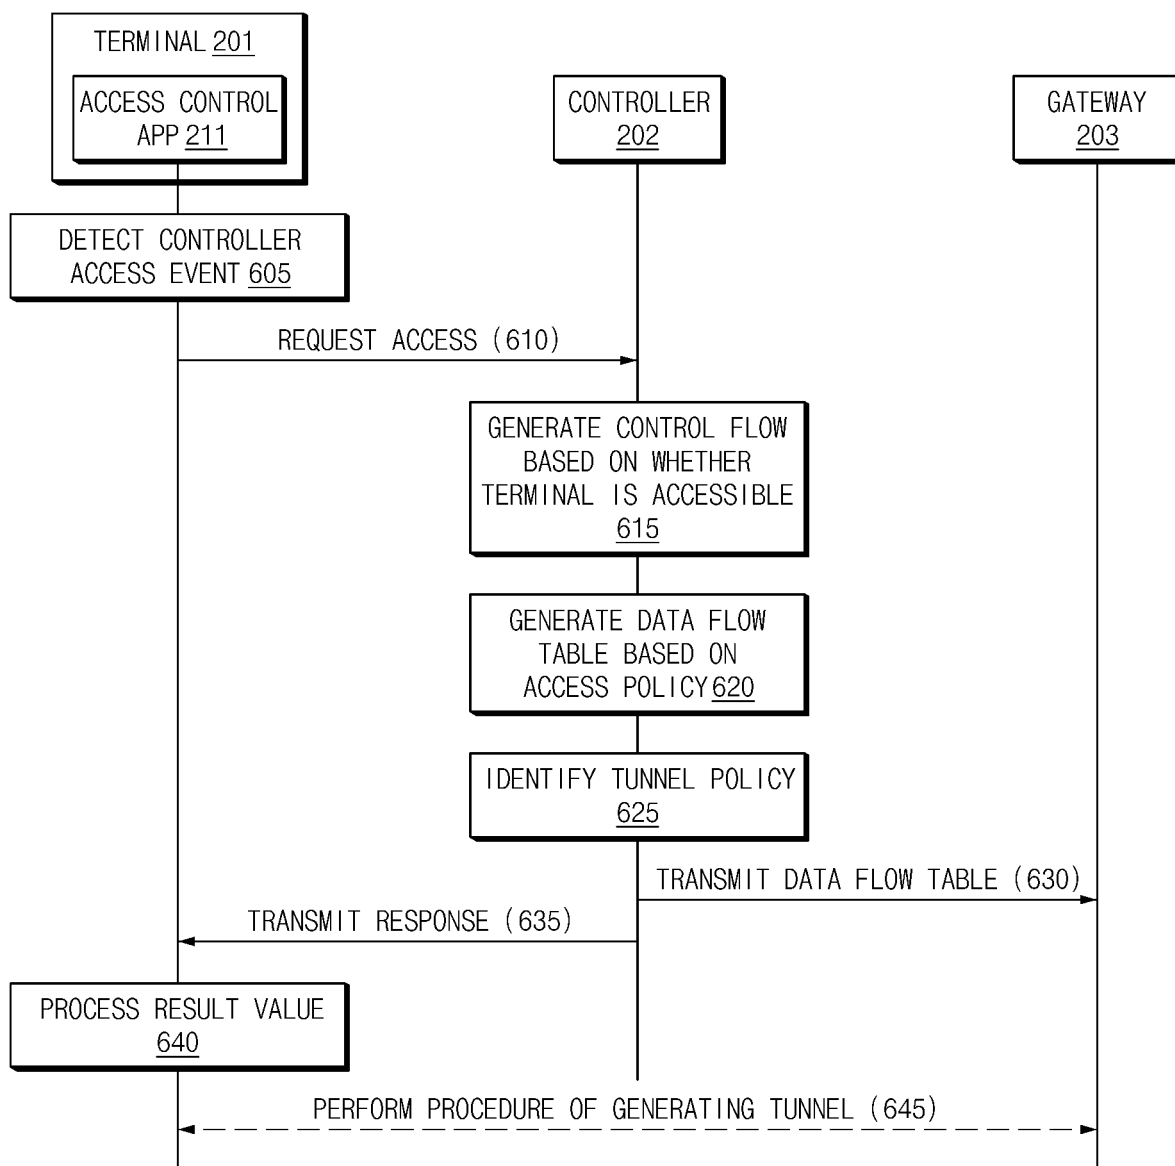 TERMINAL 201
ACCESS CONTROL
APP 211
CONTROLLER
202
GATEWAY
203
DETECT CONTROLLER
ACCESS EVENT 605
REQUEST ACCESS (610)
GENERATE CONTROL FLOW
BASED ON WHETHER
TERMINAL IS ACCESSIBLE
615
GENERATE DATA FLOW
TABLE BASED ON
ACCESS POLICY 620
IDENTIFY TUNNEL POLICY
625
TRANSMIT DATA FLOW TABLE (630)
TRANSMIT RESPONSE (635)
PROCESS RESULT VALUE
640
PERFORM PROCEDURE OF GENERATING TUNNEL (645)